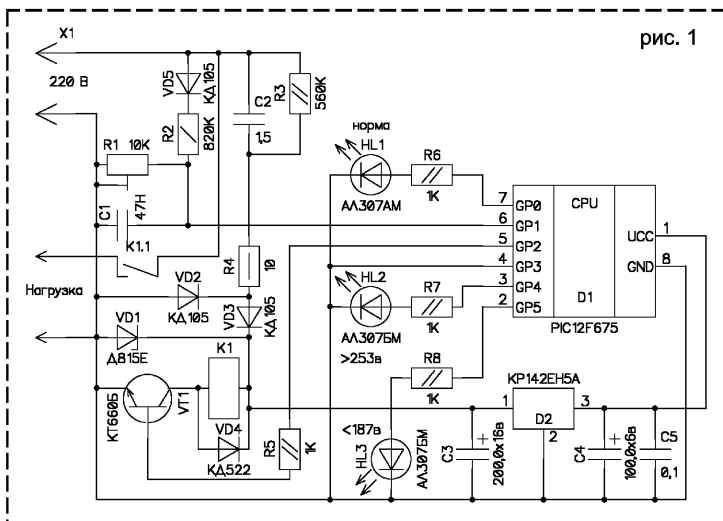 X1
рис. 1
220 В
VD5
КД105
R2
820К
C2
1,5
R3
560К
R1 10К
C1
47Н
K1.1
норма
HL1
АЛ307АМ
R6
1К
7 GP0 CPU
6 GP1
5 GP2
4 GP3
3 GP4
2 GP5
UCC 1
GND 8
D1
PIC12F675
R4
10
VD2
КД105
VD3
КД105
Нагрузка
VD1
Д815Е
HL2
АЛ307БМ
>253в
R7
1К
R8
1К
КТ660Б
VT1
K1
VD4
КД522
R5
1К
<187в
HL3
АЛ307БМ
КР142ЕН5А
1 D2 3
2
C3
+
200,0х16в
C4
+
100,0х6в
C5
0,1